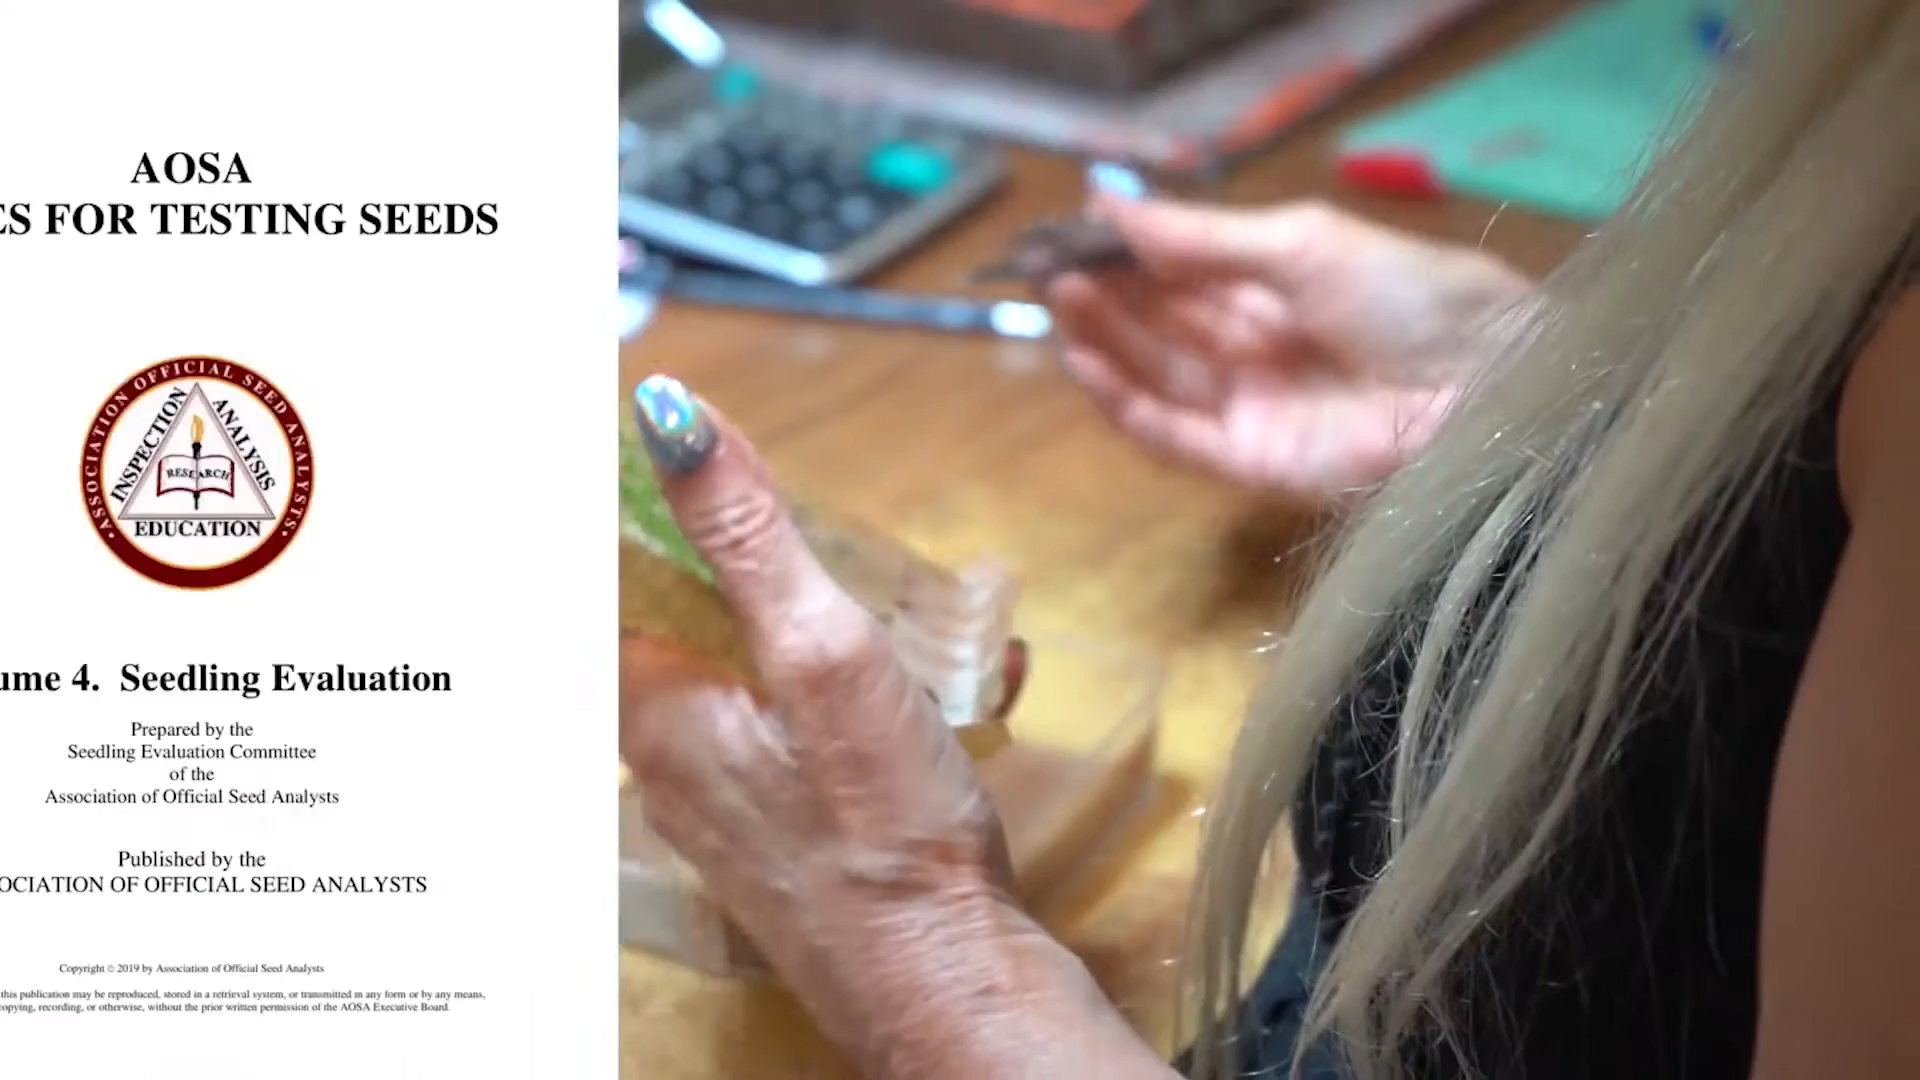 AOSA
ES FOR TESTING SEEDS
ASSOCIATION OFFICIAL SEED ANALYSTS
INSPECTION
ANALYSIS
RESEARCH
EDUCATION
ume 4. Seedling Evaluation
Prepared by the
Seedling Evaluation Committee
of the
Association of Official Seed Analysts
Published by the
OCIATION OF OFFICIAL SEED ANALYSTS
Copyright © 2019 by Association of Official Seed Analysts
this publication may be reproduced, stored in a retrieval system, or transmitted in any form or by any means,
opying, recording, or otherwise, without the prior written permission of the AOSA Executive Board.